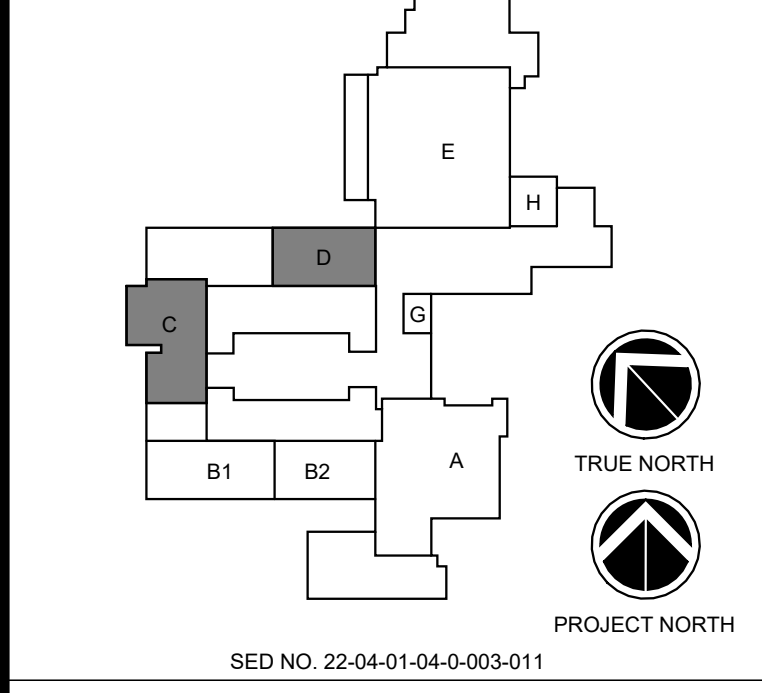 E
H
D
G
C
TRUE NORTH
A
B1 B2
PROJECT NORTH
SED NO. 22-04-01-04-0-003-011